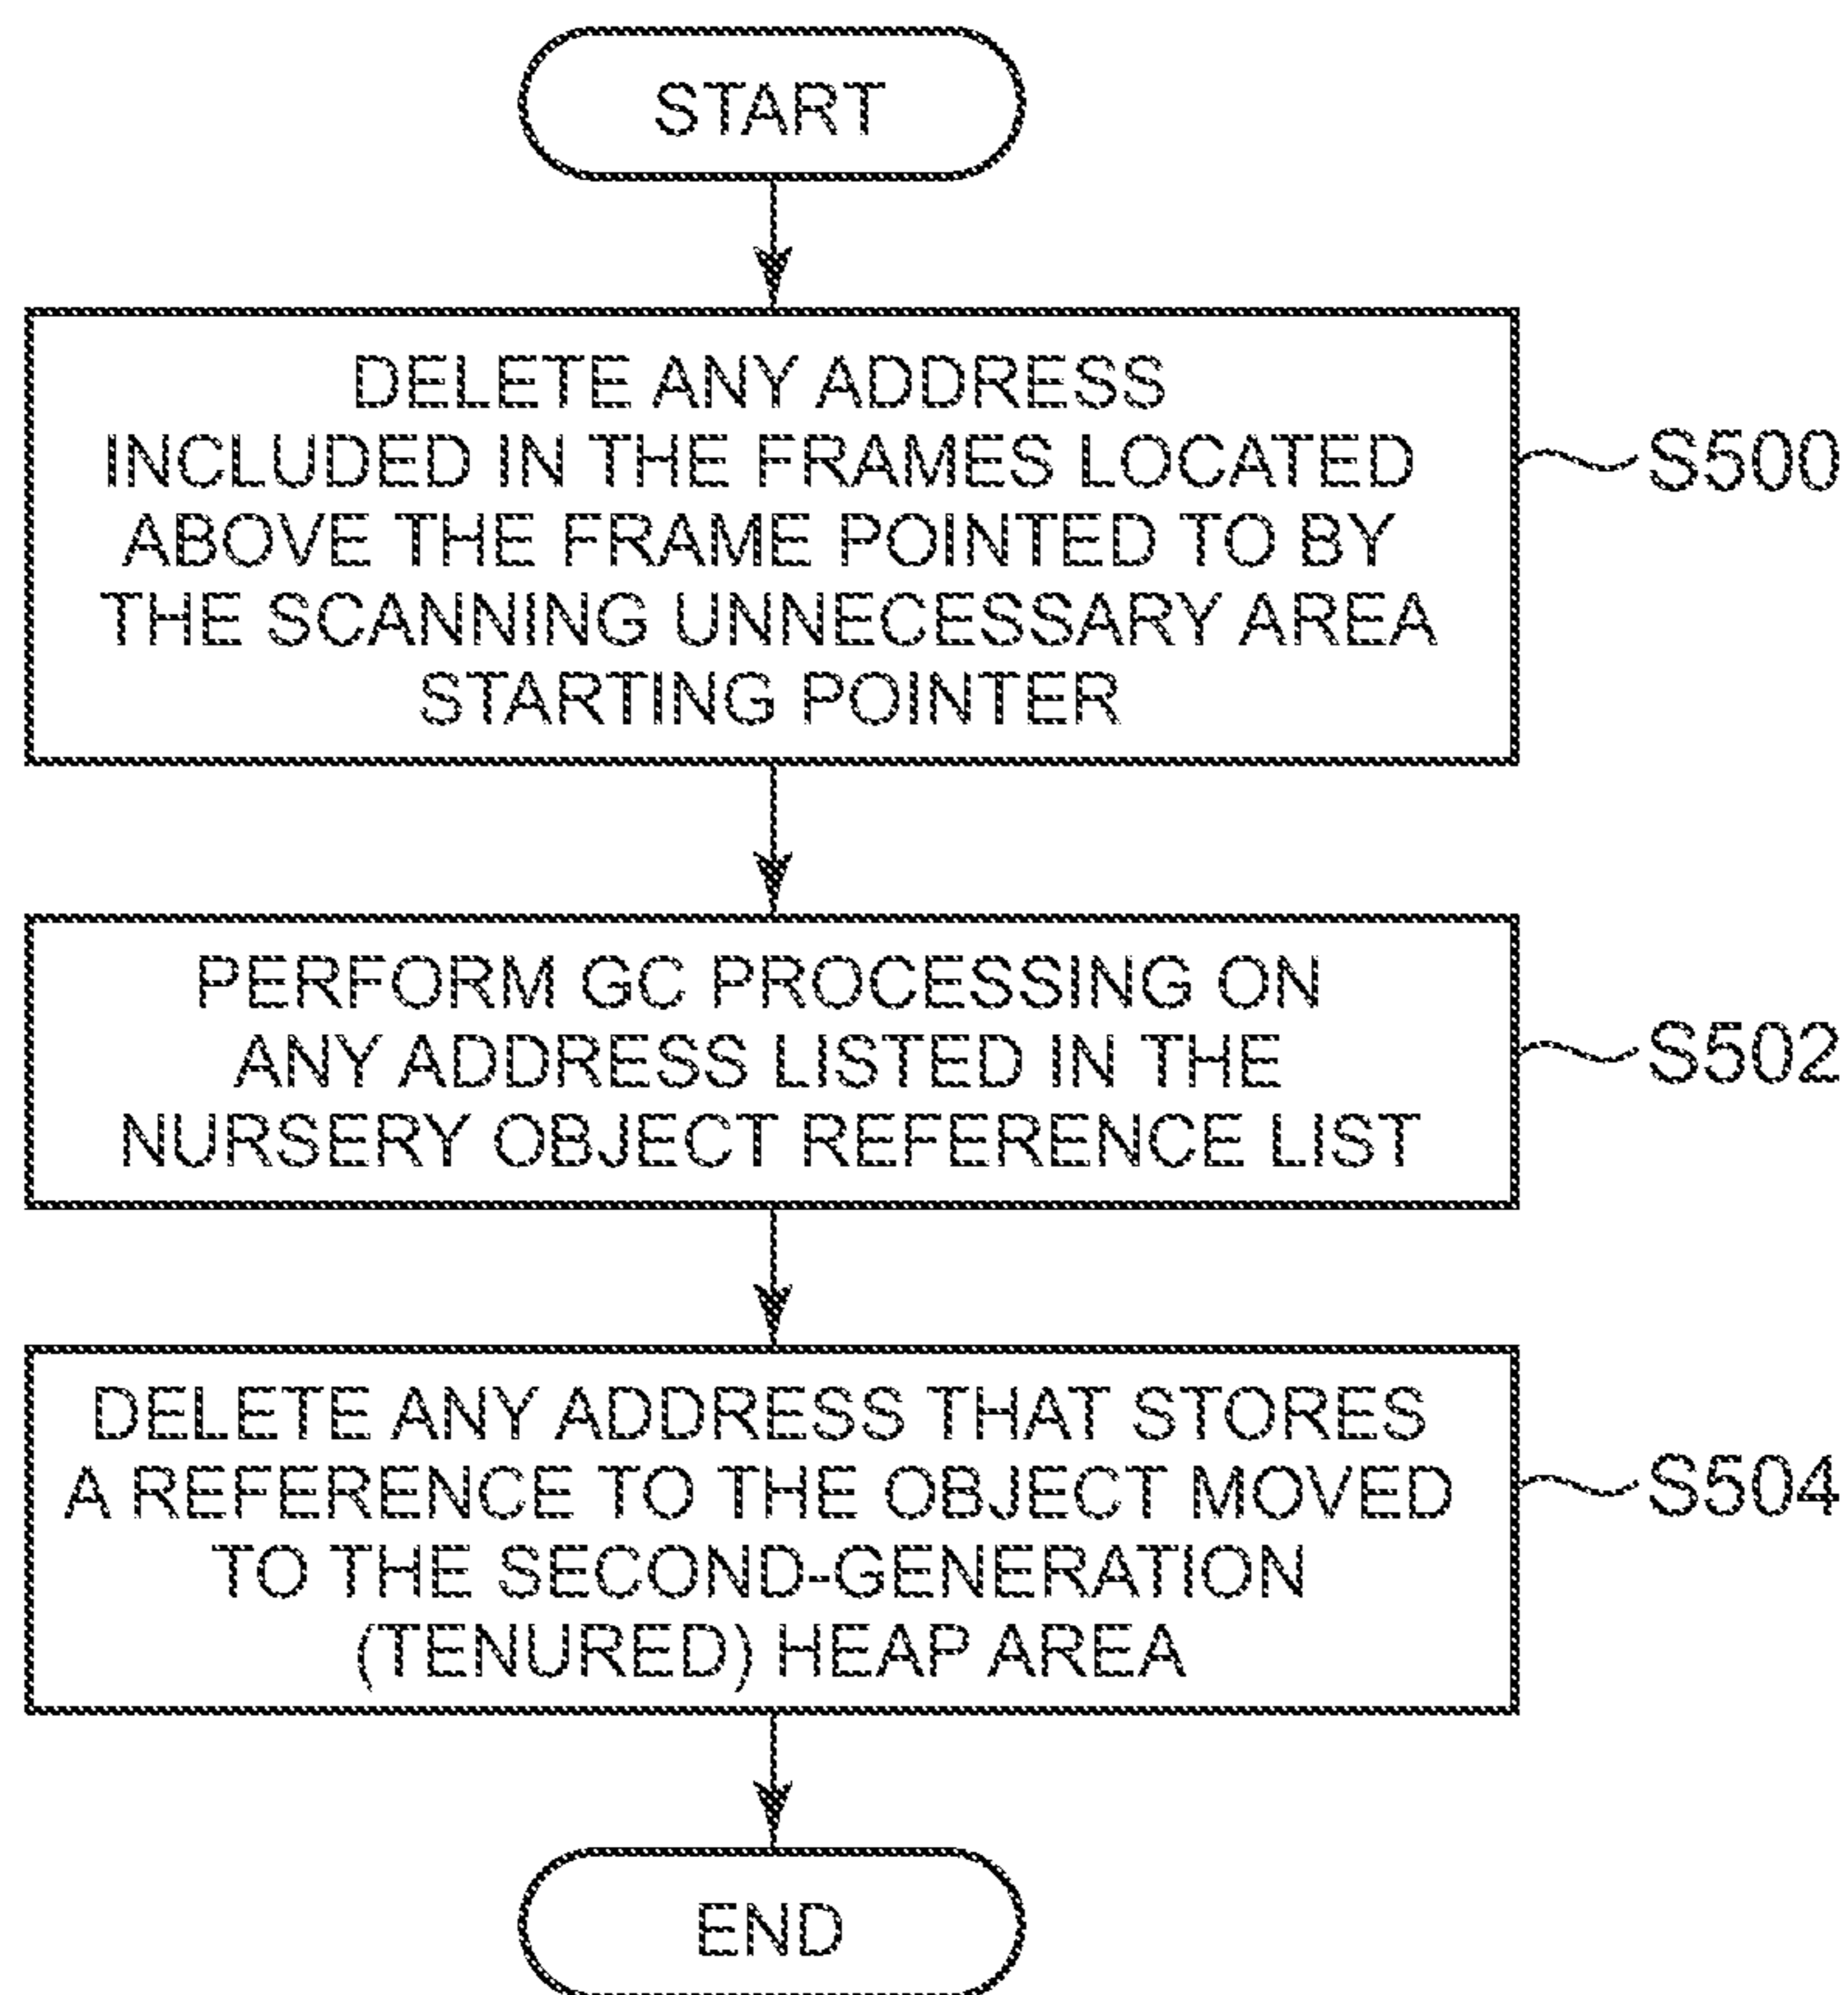 START
DELETE ANY ADDRESS
INCLUDED IN THE FRAMES LOCATED
ABOVE THE FRAME POINTED TO BY
THE SCANNING UNNECESSARY AREA
STARTING POINTER
S500
PERFORM GC PROCESSING ON
ANY ADDRESS LISTED IN THE
NURSERY OBJECT REFERENCE LIST
S502
DELETE ANY ADDRESS THAT STORES
A REFERENCE TO THE OBJECT MOVED
TO THE SECOND-GENERATION
(TENURED) HEAP AREA
S504
END